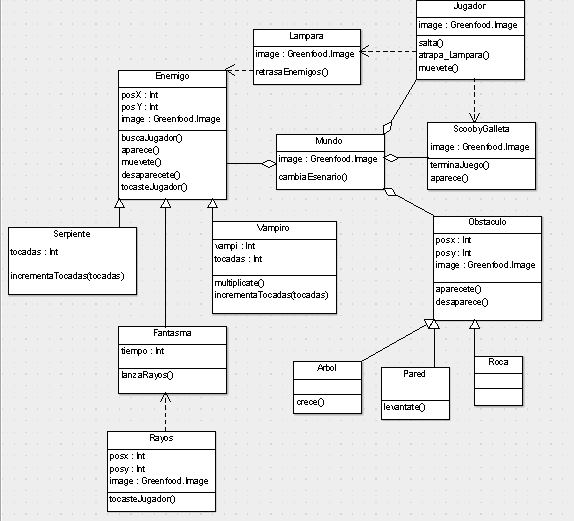 Jugador
image : Greenfood.Image
salta()
atrapa_Lampara()
muevete()
Lampara
image : Greenfood.Image
retrasaEnemigos()
Enemigo
posX : Int
posY : Int
image : Greenfood.Image
buscaJugador()
aparece()
muevete()
desaparecete()
tocasteJugador()
Mundo
image : Greenfood.Image
cambiaEsenario()
ScoobyGalleta
image : Greenfood.Image
terminaJuego()
aparece()
Serpiente
tocadas : Int
incrementaTocadas(tocadas)
Vampiro
vampi : Int
tocadas : Int
multiplicate()
incrementaTocadas(tocadas)
Obstaculo
posx : Int
posy : Int
image : Greenfood.Image
aparecete()
desaparece()
Fantasma
tiempo : Int
lanzaRayos()
Arbol
crece()
Pared
levantate()
Roca
Rayos
posx : Int
posy : Int
image : Greenfood.Image
tocasteJugador()